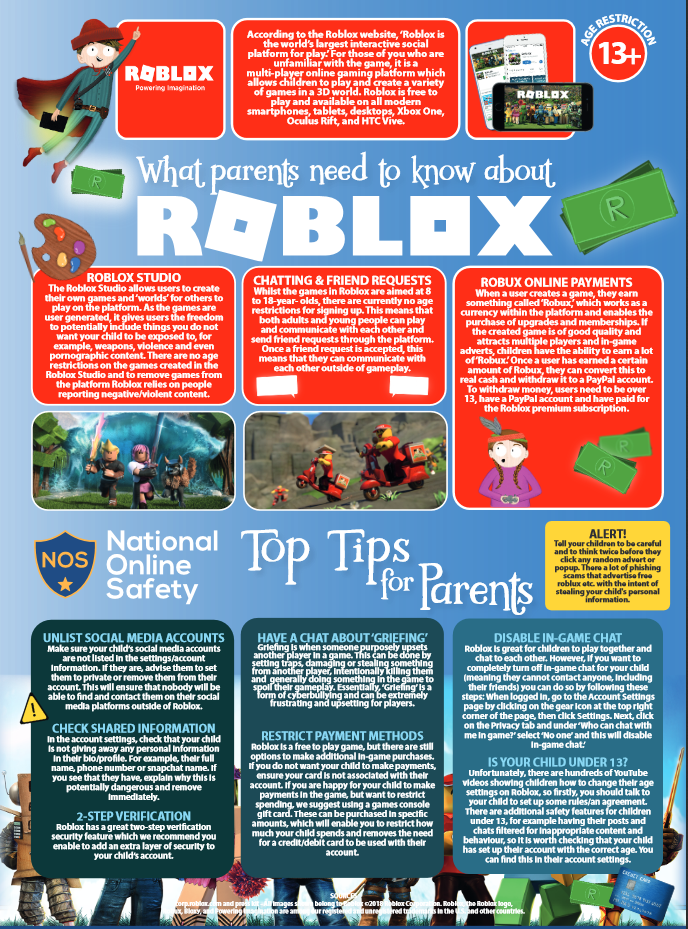 ROBLOX
Powering Imagination
According to the Roblox website, 'Roblox is
the world's largest interactive social
platform for play.' For those of you who are
unfamiliar with the game, it is a
multi-player online gaming platform which
allows children to play and create a variety
of games in a 3D world. Roblox is free to
play and available on all modern
smartphones, tablets, desktops, Xbox One,
Oculus Rift, and HTC Vive.
ROBLOX
AGE RESTRICTION
13+
What parents need to know about
ROBLOX
ROBLOX STUDIO
The Roblox Studio allows users to create
their own games and 'worlds' for others to
play on the platform. As the games are
user generated, it gives users the freedom
to potentially include things you do not
want your child to be exposed to, for
example, weapons, violence and even
pornographic content. There are no age
restrictions on the games created in the
Roblox Studio and to remove games from
the platform Roblox relies on people
reporting negative/violent content.
CHATTING & FRIEND REQUESTS
Whilst the games in Roblox are aimed at 8
to 18-year- olds, there are currently no age
restrictions for signing up. This means that
both adults and young people can play
and communicate with each other and
send friend requests through the platform.
Once a friend request is accepted, this
means that they can communicate with
each other outside of gameplay.
ROBUX ONLINE PAYMENTS
When a user creates a game, they earn
something called 'Robux,' which works as a
currency within the platform and enables the
purchase of upgrades and membership. If
the created game is of good quality and
attracts multiple players and in-game
adverts, children have the ability to earn a lot
of 'Robux.' Once a user has earned a certain
amount of Robux, they can convert this to
real cash and withdraw it to a PayPal account.
To withdraw money, users need to be over
13, have a PayPal account and have paid for
the Roblox premium subscription.
NOS
National
Online
Safety
Top Tips
for Parents
ALERT!
Tell your children to be careful
and to think twice before they
click any random advert or
popup. There a lot of phishing
scams that advertise free
roblux etc. with the intent of
stealing your child's personal
information.
UNLIST SOCIAL MEDIA ACCOUNTS
Make sure your child's social media accounts
are not listed in the settings/account
information. If they are, advise them to set
them to private or remove them from their
account. This will ensure that nobody will be
able to find and contact them on their social
media platforms outside of Roblox.
CHECK SHARED INFORMATION
In the account settings, check that your child
is not giving away any personal information
in their bio/profile. For example, their full
name, phone number or snapchat name. If
you see that they have, explain why this is
potentially dangerous and remove
immediately.
2-STEP VERIFICATION
Roblox has a great two-step verification
security feature which we recommend you
enable to add an extra layer of security to
your child's account.
HAVE A CHAT ABOUT 'GRIEFING'
Griefing is when someone purposely upsets
another player in a game. This can be done by
setting traps, damaging or stealing something
from another player, intentionally killing them
and generally doing something in the game to
spoil their gameplay. Essentially, 'Griefing' is a
form of cyberbullying and can be extremely
frustrating and upsetting for players.
RESTRICT PAYMENT METHODS
Roblox is a free to play game, but there are still
options to make additional in-game purchases.
If you do not want your child to make payments,
ensure your card is not associated with their
account. If you are happy for your child to make
payments in the game, but want to restrict
spending, we suggest using a games console
gift card. These can be purchased in specific
amounts, which will enable you to restrict how
much your child spends and removes the need
for a credit/debit card to be used with their
account.
DISABLE IN-GAME CHAT
Roblox is great for children to play together and
chat to each other. However, if you want to
completely turn off in-game chat for your child
(meaning they cannot contact anyone, including
their friends) you can do so by following these
steps: When logged in, go to the Account Settings
page by clicking on the gear icon at the top right
corner of the page, then click Settings. Next, click
on the Privacy tab and under 'Who can chat with
me in game?' select 'No one' and this will disable
in-game chat.'
IS YOUR CHILD UNDER 13?
Unfortunately, there are hundreds of YouTube
videos showing children how to change their age
settings on Roblox, so firstly, you should talk to
your child to set up some rules/an agreement.
There are additional safety features for children
under 13, for example having their posts and
chats filtered for inappropriate content and
behaviour, so it is worth checking that your child
has set up their account with the correct age. You
can find this in their account settings.
corp.roblox.com and images belong to ©2018 Roblox Corporation. Roblox, the Roblox logo,
Bloxy, and Powering Imagination are among our registered and unregistered trademarks in the U.S. and other countries.